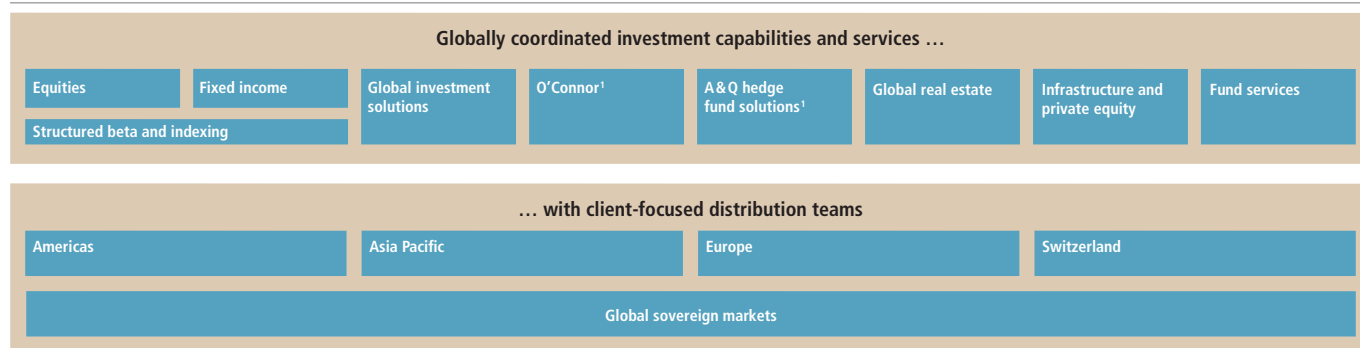 Globally coordinated investment capabilities and services …
Equities
Fixed income
Structured beta and indexing
Global investment
solutions
O’Connor¹
A&Q hedge
fund solutions¹
Global real estate
Infrastructure and
private equity
Fund services
… with client-focused distribution teams
Americas
Asia Pacific
Europe
Switzerland
Global sovereign markets